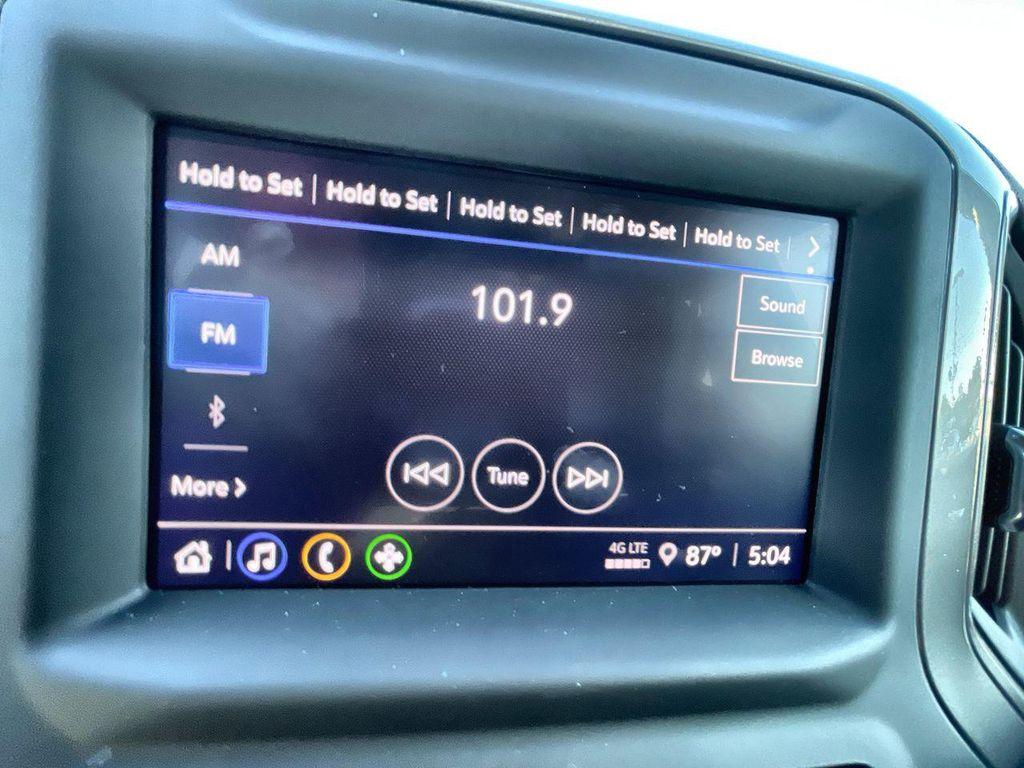 Hold to Set | Hold to Set | Hold to Set | Hold to Set | Hold to Set
AM
101.9
Sound
FM
Browse
More >
Tune
4G LTE 87° | 5:04